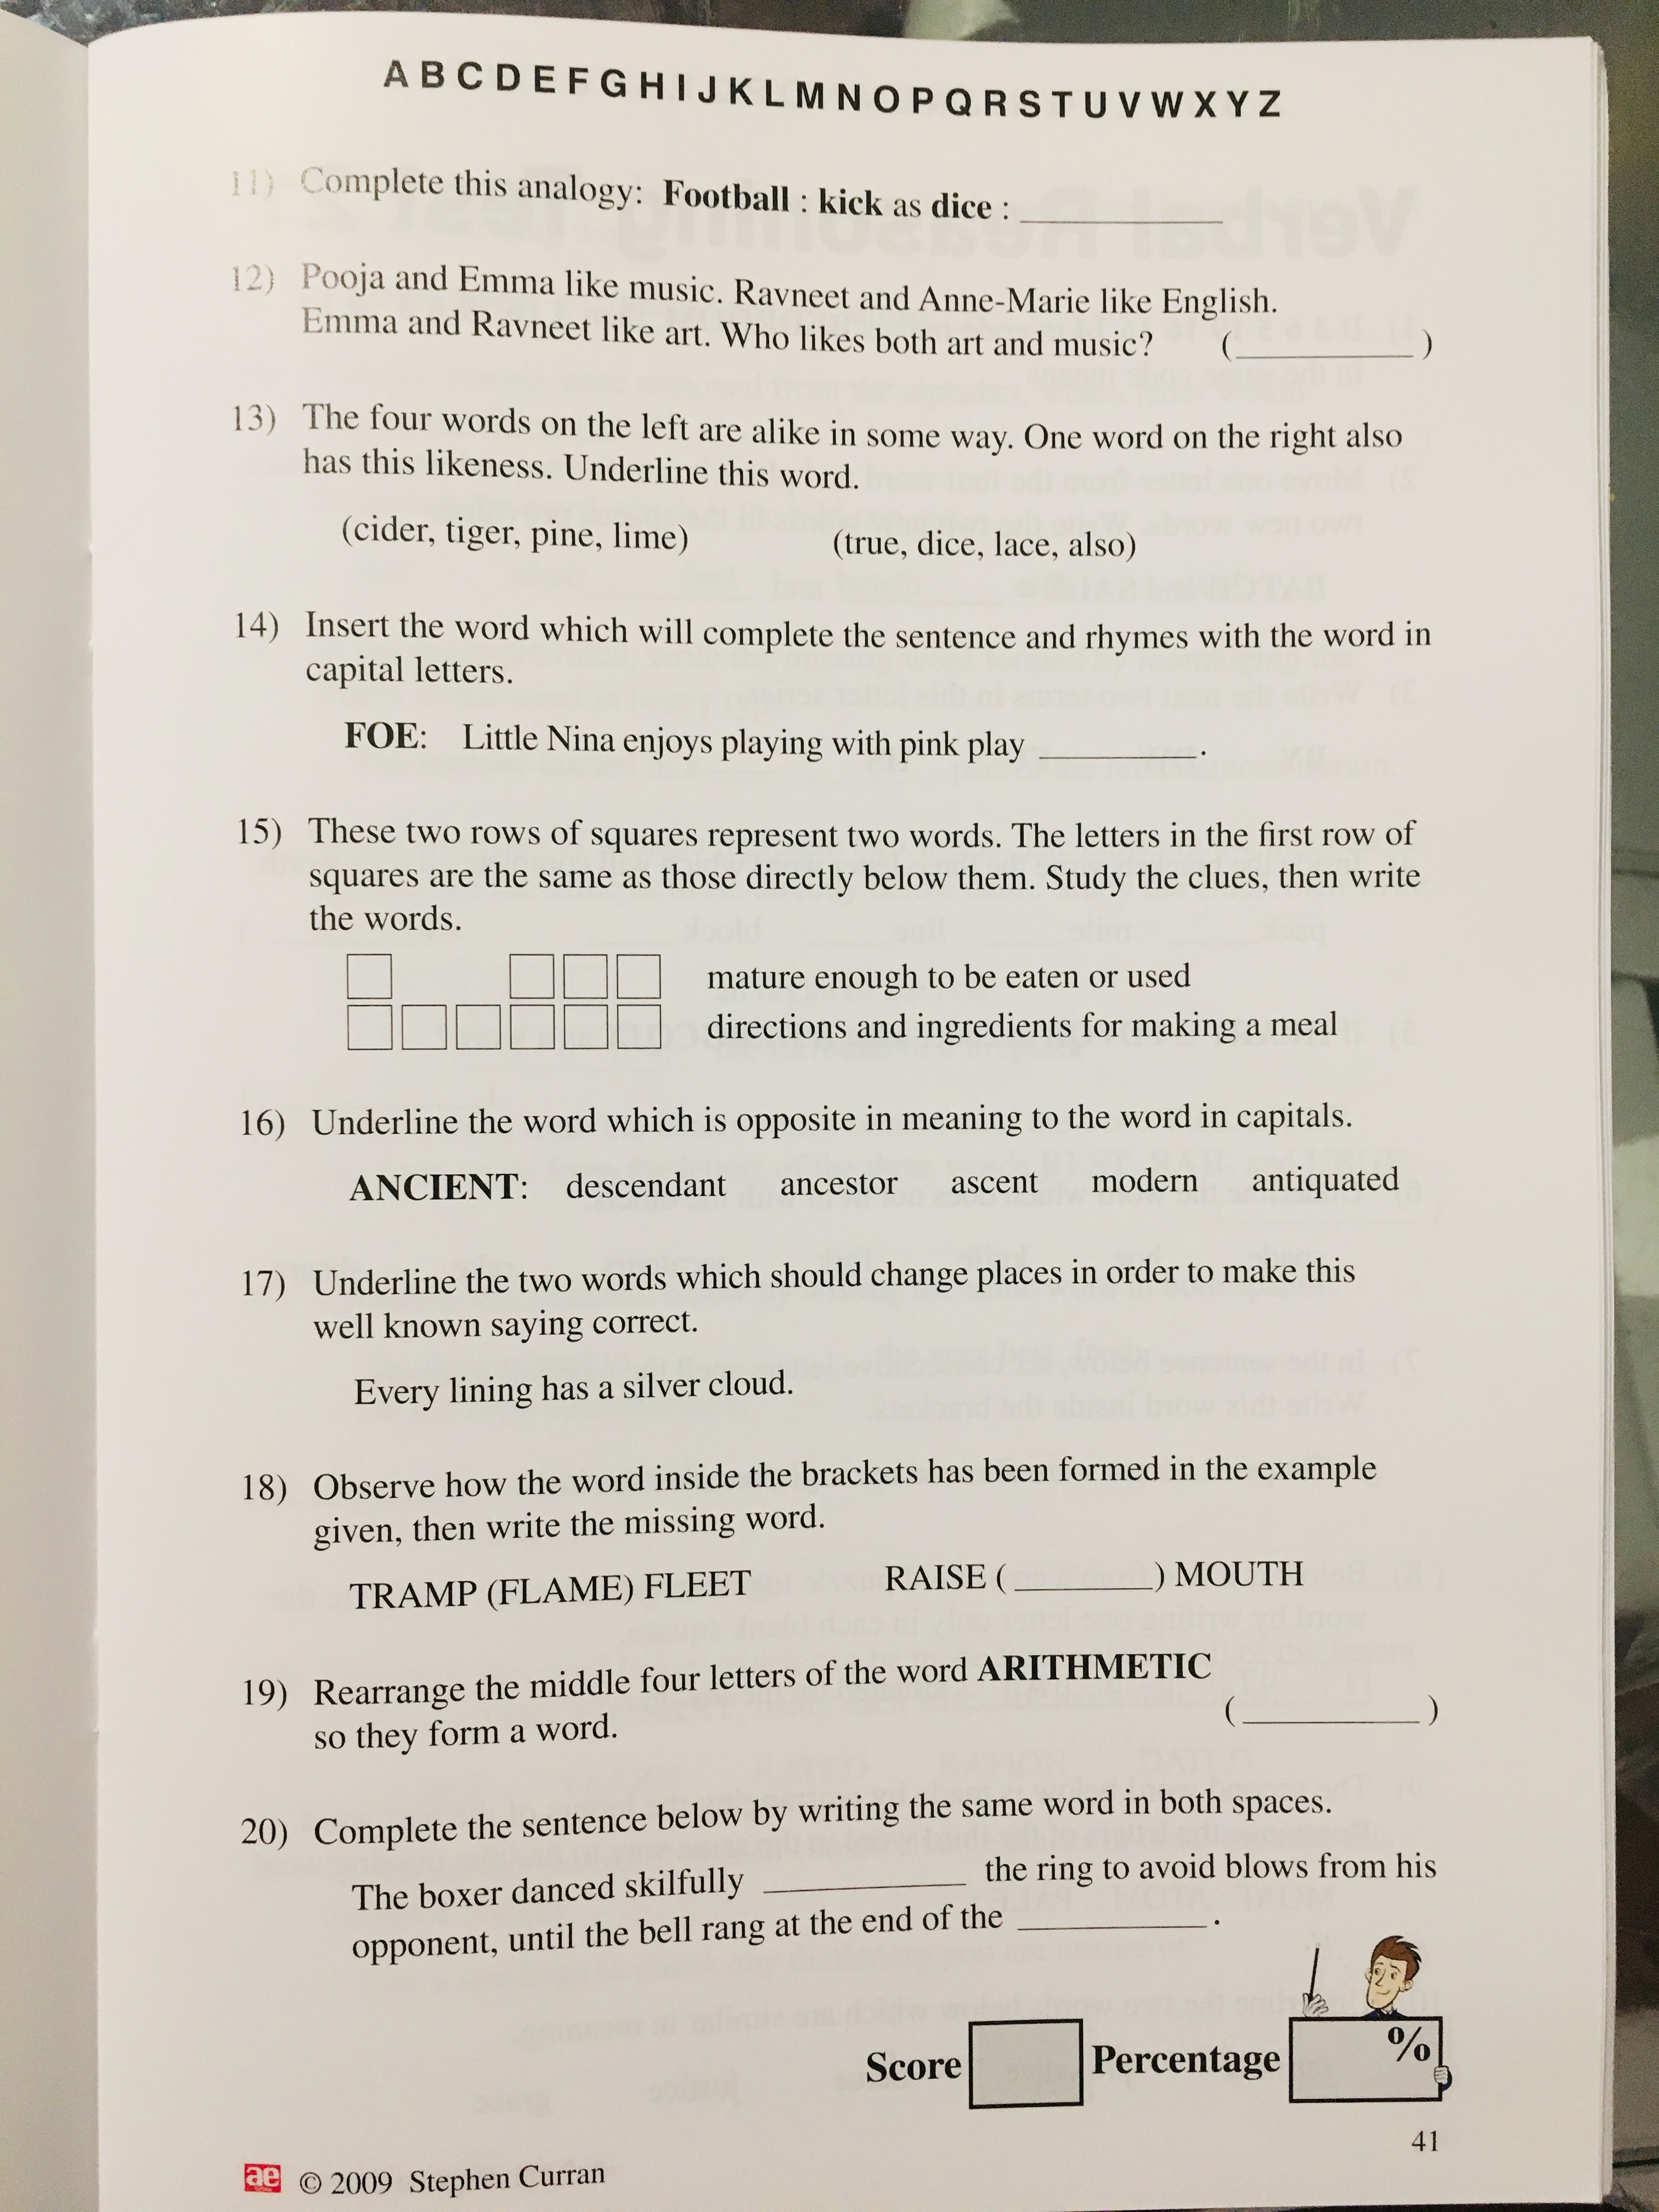 A B C D E F G H I J K L M N O P Q R S T U V W X Y Z
11) Complete this analogy: Football : kick as dice : ____________
12) Pooja and Emma like music. Ravneet and Anne-Marie like English.
Emma and Ravneet like art. Who likes both art and music? (__________)
13) The four words on the left are alike in some way. One word on the right also
has this likeness. Underline this word.
(cider, tiger, pine, lime) (true, dice, lace, also)
14) Insert the word which will complete the sentence and rhymes with the word in
capital letters.
FOE: Little Nina enjoys playing with pink play _________.
15) These two rows of squares represent two words. The letters in the first row of
squares are the same as those directly below them. Study the clues, then write
the words.
mature enough to be eaten or used
directions and ingredients for making a meal
16) Underline the word which is opposite in meaning to the word in capitals.
ANCIENT: descendant ancestor ascent modern antiquated
17) Underline the two words which should change places in order to make this
well known saying correct.
Every lining has a silver cloud.
18) Observe how the word inside the brackets has been formed in the example
given, then write the missing word.
TRAMP (FLAME) FLEET RAISE (________) MOUTH
19) Rearrange the middle four letters of the word ARITHMETIC
so they form a word. (__________)
20) Complete the sentence below by writing the same word in both spaces.
The boxer danced skilfully ___________ the ring to avoid blows from his
opponent, until the bell rang at the end of the ___________.
Score Percentage %
41
ae © 2009 Stephen Curran